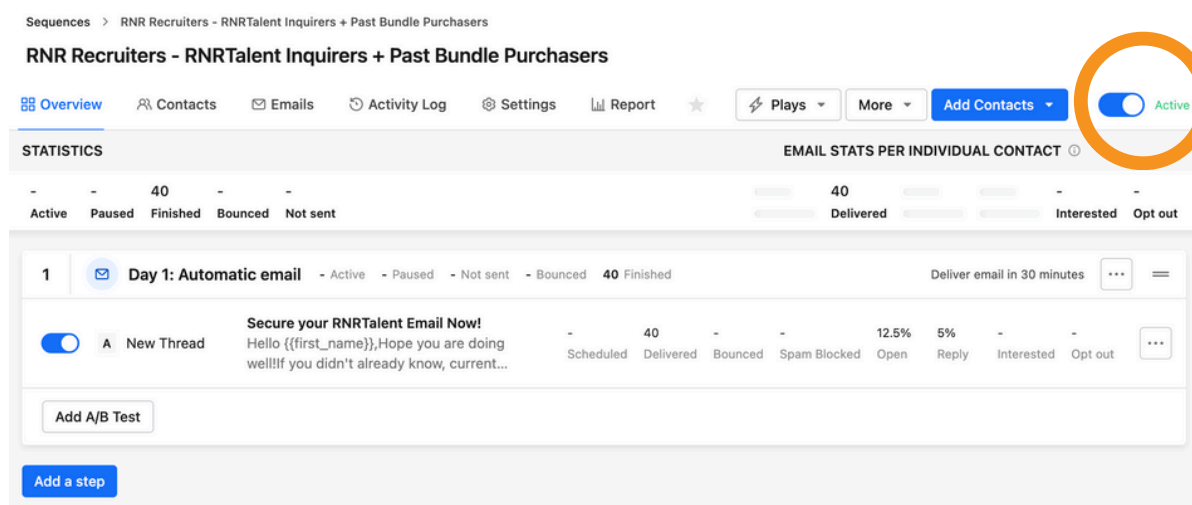 Sequences > RNR Recruiters - RNRTalent Inquirers + Past Bundle Purchasers
RNR Recruiters - RNRTalent Inquirers + Past Bundle Purchasers
Overview Contacts Emails Activity Log Settings Report Plays More Add Contacts Active
STATISTICS EMAIL STATS PER INDIVIDUAL CONTACT
- - 40 - - 40 - -
Active Paused Finished Bounced Not sent Delivered Interested Opt out
1 Day 1: Automatic email - Active - Paused - Not sent - Bounced 40 Finished Deliver email in 30 minutes ...
Secure your RNRTalent Email Now!
A New Thread Hello {{first_name}},Hope you are doing
well!If you didn't already know, current...
- 40 - - 12.5% 5% - -
Scheduled Delivered Bounced Spam Blocked Open Reply Interested Opt out ...
Add A/B Test
Add a step